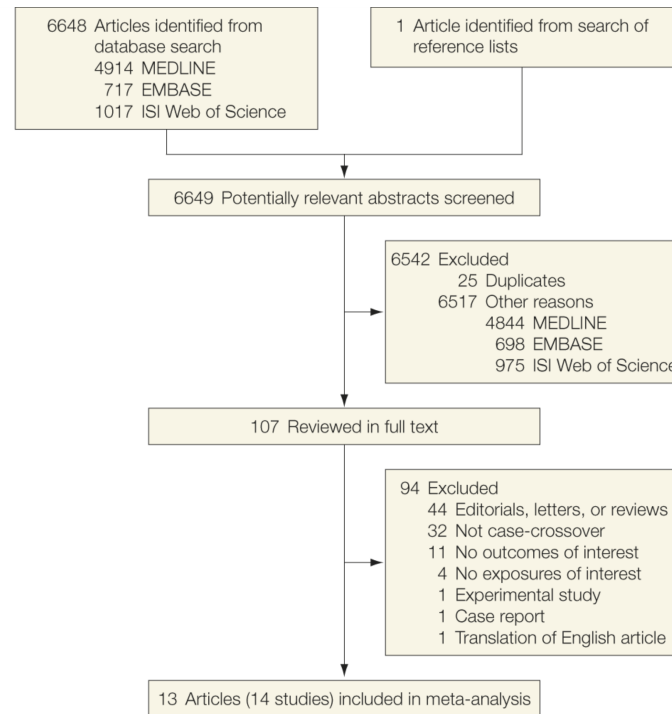 6648 Articles identified from
database search
4914 MEDLINE
717 EMBASE
1017 ISI Web of Science
1 Article identified from search of
reference lists
6649 Potentially relevant abstracts screened
6542 Excluded
25 Duplicates
6517 Other reasons
4844 MEDLINE
698 EMBASE
975 ISI Web of Science
107 Reviewed in full text
94 Excluded
44 Editorials, letters, or reviews
32 Not case-crossover
11 No outcomes of interest
4 No exposures of interest
1 Experimental study
1 Case report
1 Translation of English article
13 Articles (14 studies) included in meta-analysis